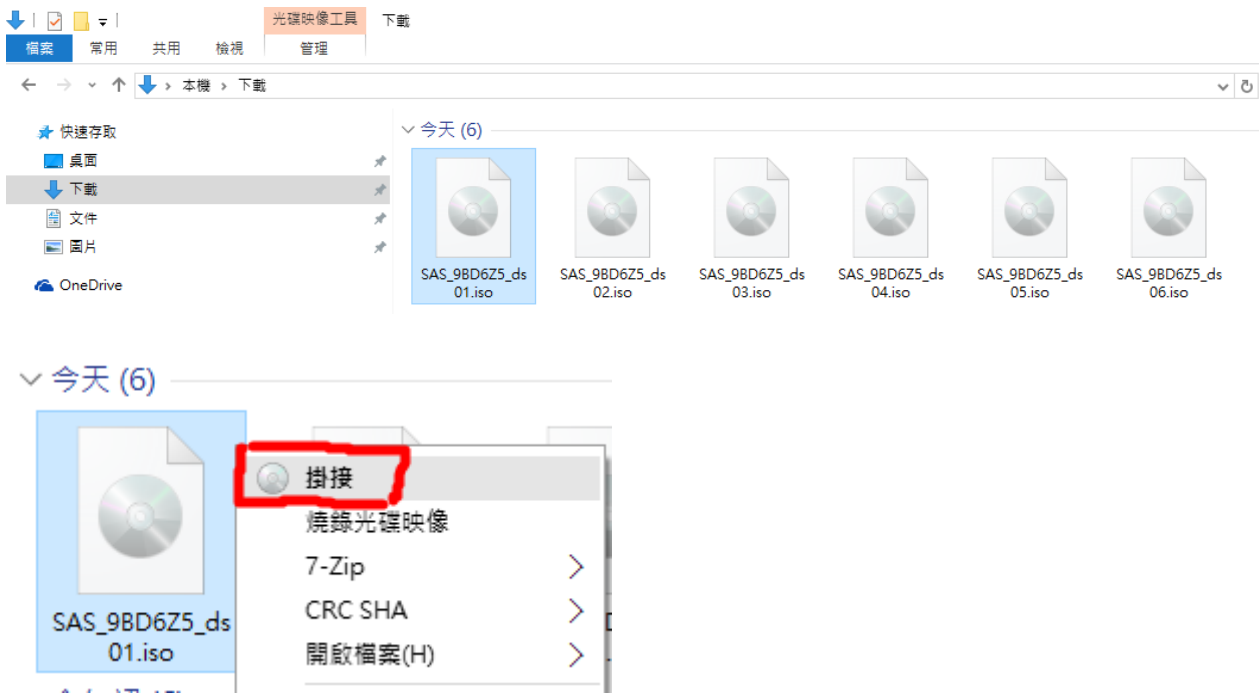 光碟映像工具
下載
檔案
常用
共用
檢視
管理
本機
下載
快速存取
桌面
下載
文件
圖片
OneDrive
今天 (6)
SAS_9BD6Z5_ds
01.iso
SAS_9BD6Z5_ds
02.iso
SAS_9BD6Z5_ds
03.iso
SAS_9BD6Z5_ds
04.iso
SAS_9BD6Z5_ds
05.iso
SAS_9BD6Z5_ds
06.iso
今天 (6)
SAS_9BD6Z5_ds
01.iso
掛接
燒錄光碟映像
7-Zip
CRC SHA
開啟檔案(H)